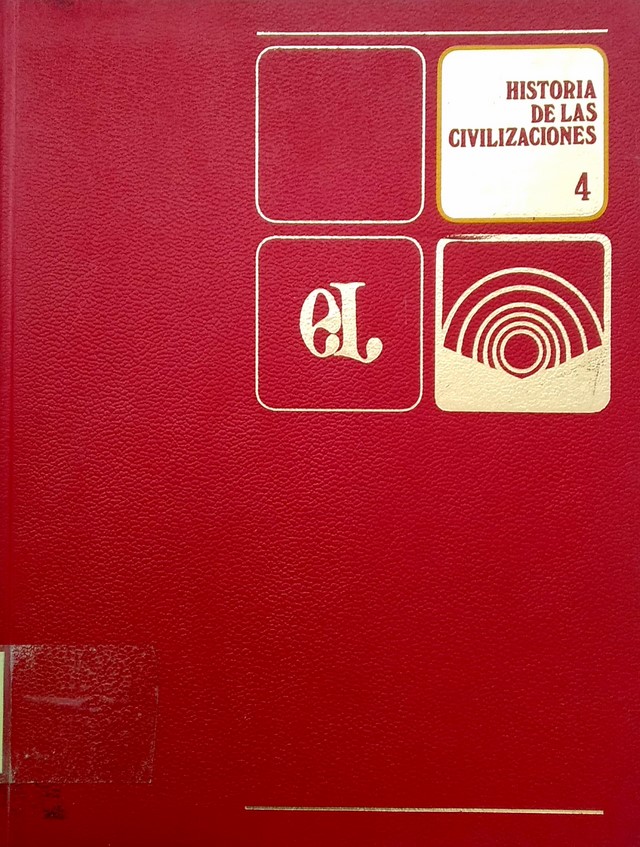 HISTORIA
DE LAS
CIVILIZACIONES
4
eL